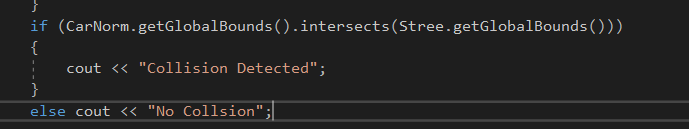 }
if (CarNorm.getGlobalBounds().intersects(Stree.getGlobalBounds()))
{
cout << "Collision Detected";
}
else cout << "No Collsion";